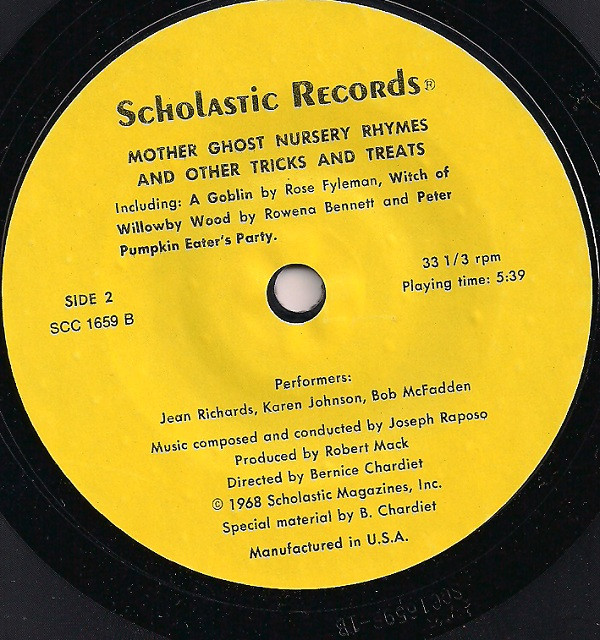 Scholastic Records®
MOTHER GHOST NURSERY RHYMES
AND OTHER TRICKS AND TREATS
Including: A Goblin by Rose Fyleman, Witch of
Willowby Wood by Rowena Bennett and Peter
Pumpkin Eater's Party.
33 1/3 rpm
Playing time: 5:39
SIDE 2
SCC 1659 B
Performers:
Jean Richards, Karen Johnson, Bob McFadden
Music composed and conducted by Joseph Raposo
Produced by Robert Mack
Directed by Bernice Chardiet
© 1968 Scholastic Magazines, Inc.
Special material by B. Chardiet
Manufactured in U.S.A.